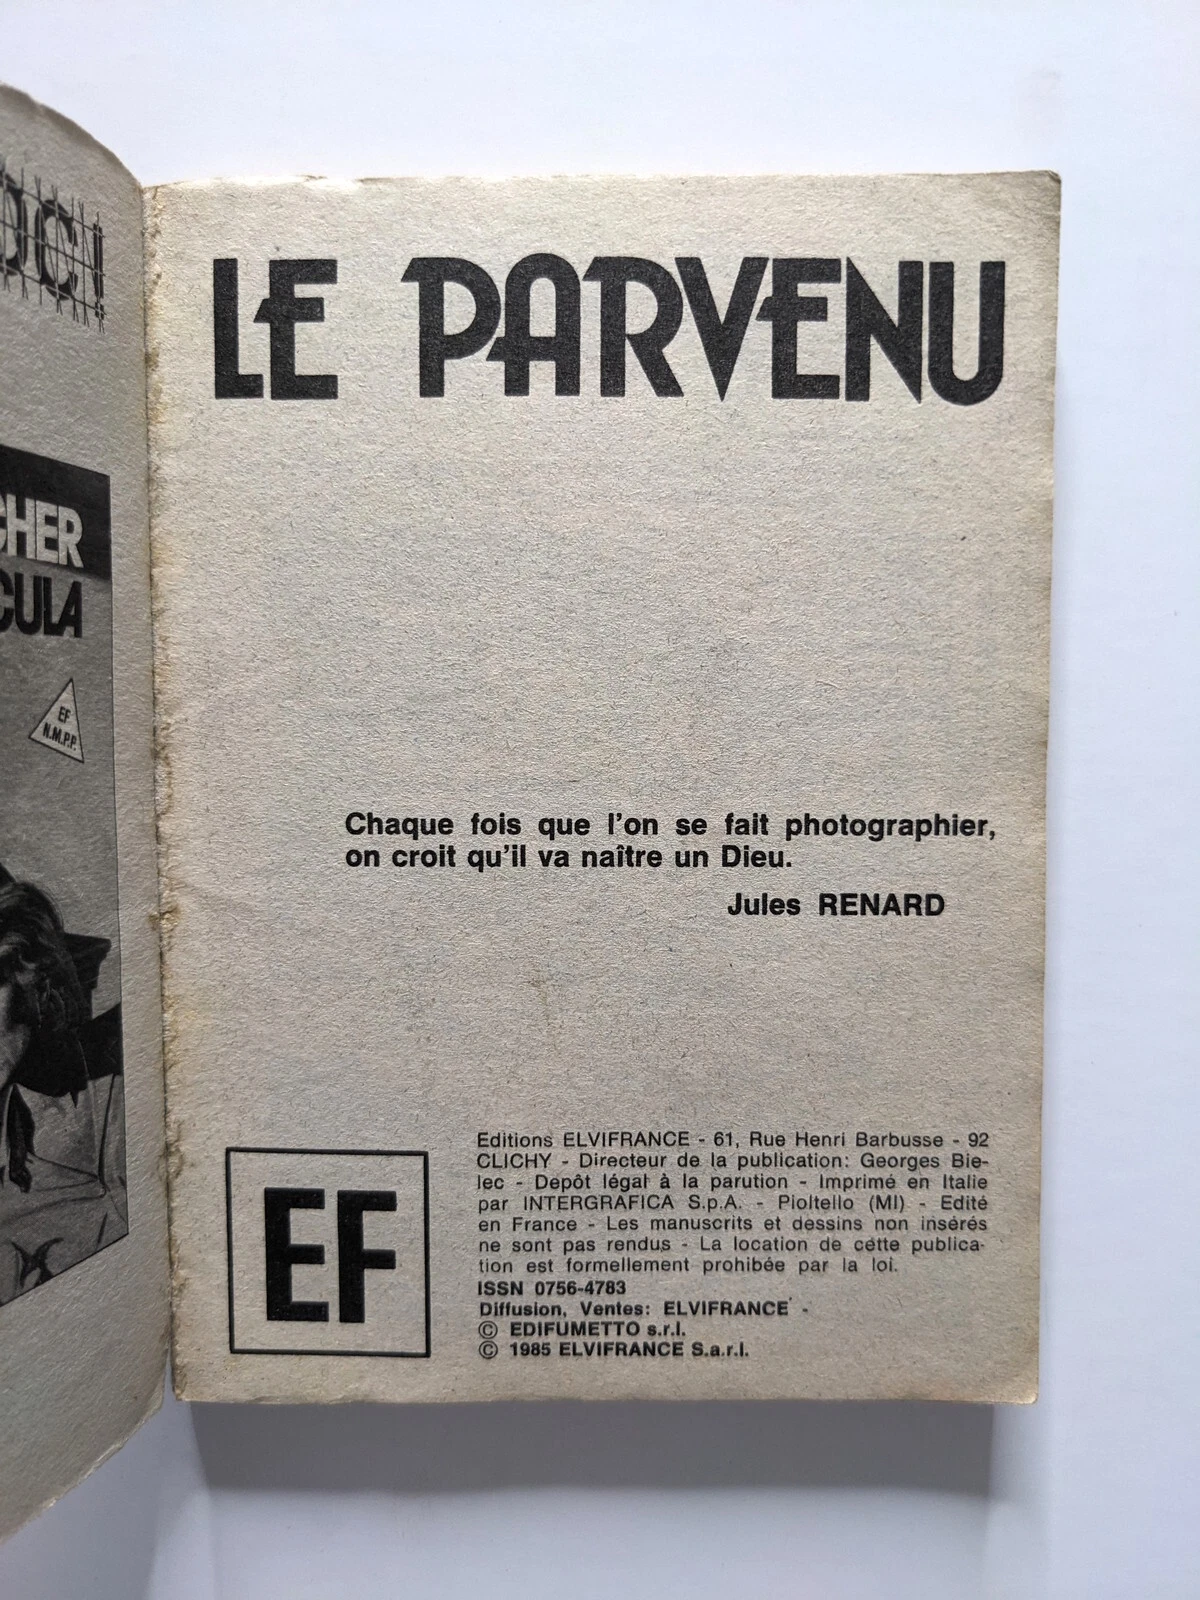 CHER
CULA
EF
N.M.P.P.
LE PARVENU
Chaque fois que l'on se fait photographier,
on croit qu'il va naître un Dieu.
Jules RENARD
EF
Editions ELVIFRANCE - 61, Rue Henri Barbusse - 92
CLICHY - Directeur de la publication: Georges Bie-
lec - Depôt légal à la parution - Imprimé en Italie
par INTERGRAFICA S.p.A. - Pioltello (MI) - Edité
en France - Les manuscrits et dessins non insérés
ne sont pas rendus - La location de cette publica-
tion est formellement prohibée par la loi.
ISSN 0756-4783
Diffusion, Ventes: ELVIFRANCE -
© EDIFUMETTO s.r.l.
© 1985 ELVIFRANCE S.a.r.l.